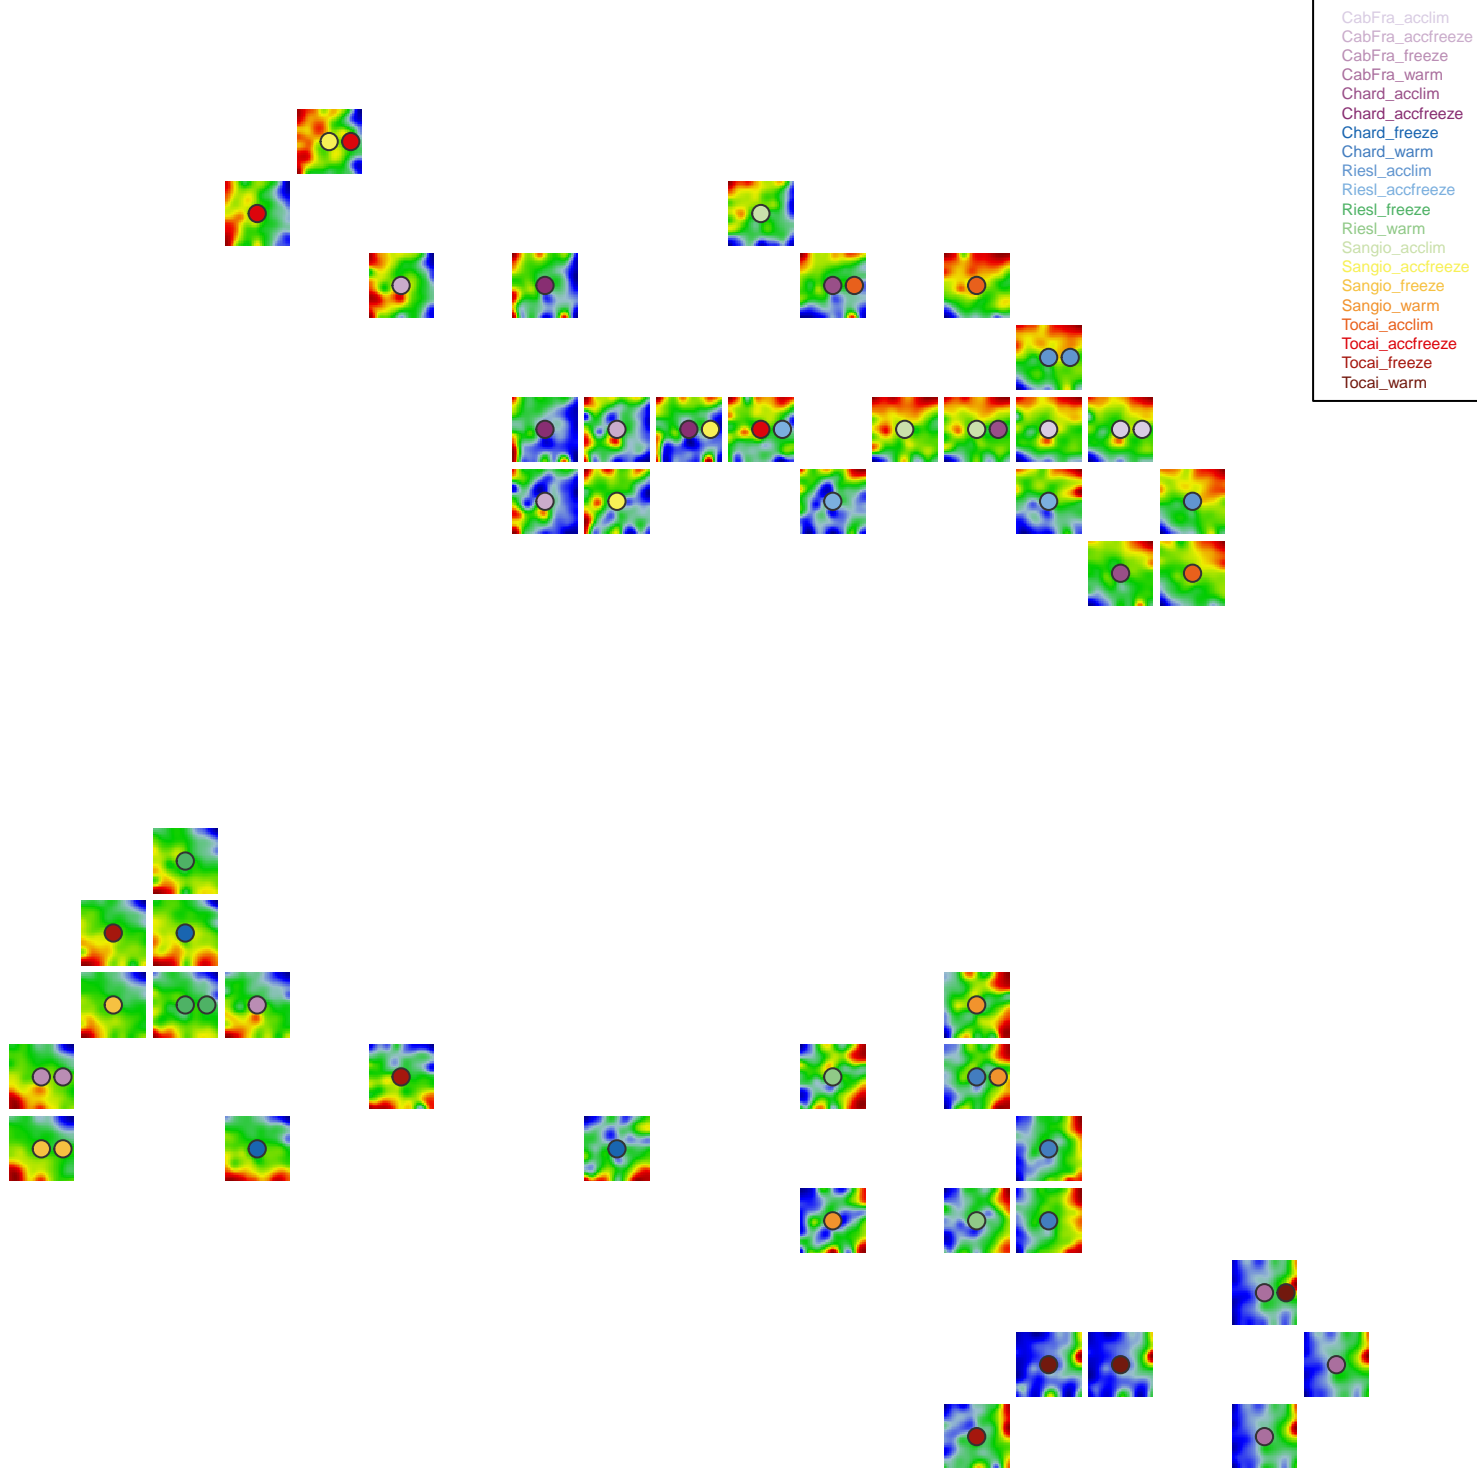 CabFra_acclim
CabFra_accfreeze
CabFra_freeze
CabFra_warm
Chard_acclim
Chard_accfreeze
Chard_freeze
Chard_warm
Riesl_acclim
Riesl_accfreeze
Riesl_freeze
Riesl_warm
Sangio_acclim
Sangio_accfreeze
Sangio_freeze
Sangio_warm
Tocai_acclim
Tocai_accfreeze
Tocai_freeze
Tocai_warm